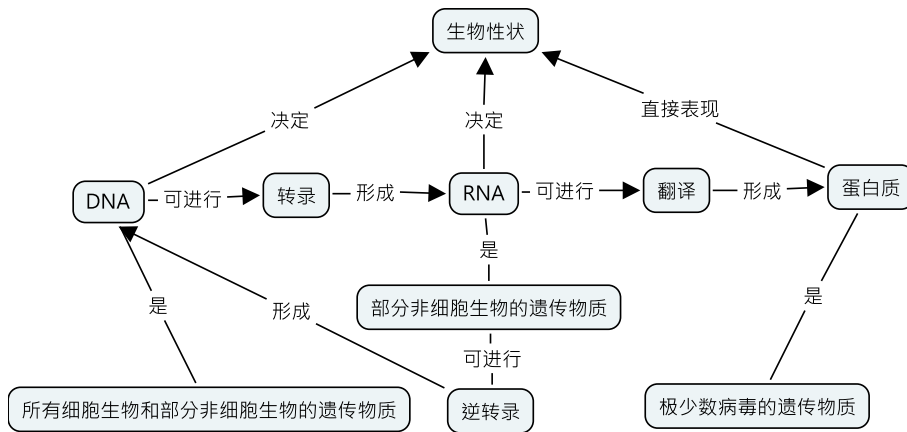 生物性状
决定
决定
直接表现
DNA
可进行
转录
形成
RNA
可进行
翻译
形成
蛋白质
是
是
是
部分非细胞生物的遗传物质
形成
可进行
所有细胞生物和部分非细胞生物的遗传物质
逆转录
极少数病毒的遗传物质